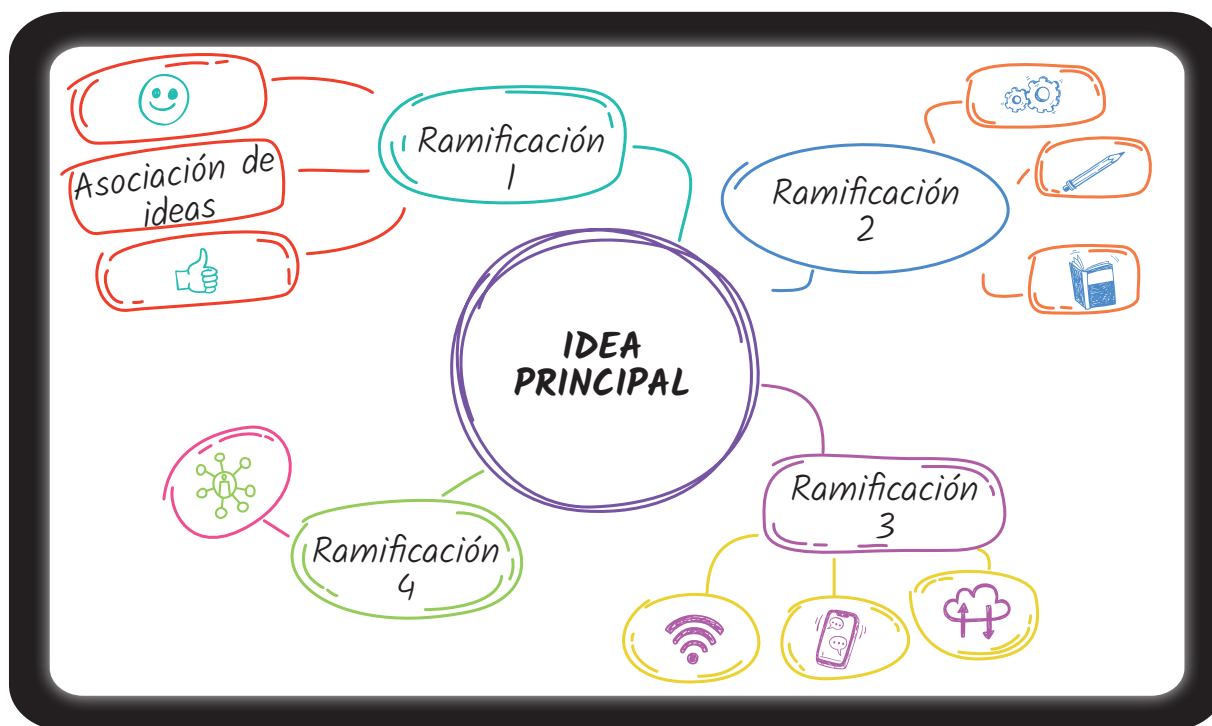 Ramificación
1
Asociación de
ideas
Ramificación
2
IDEA
PRINCIPAL
Ramificación
3
Ramificación
4